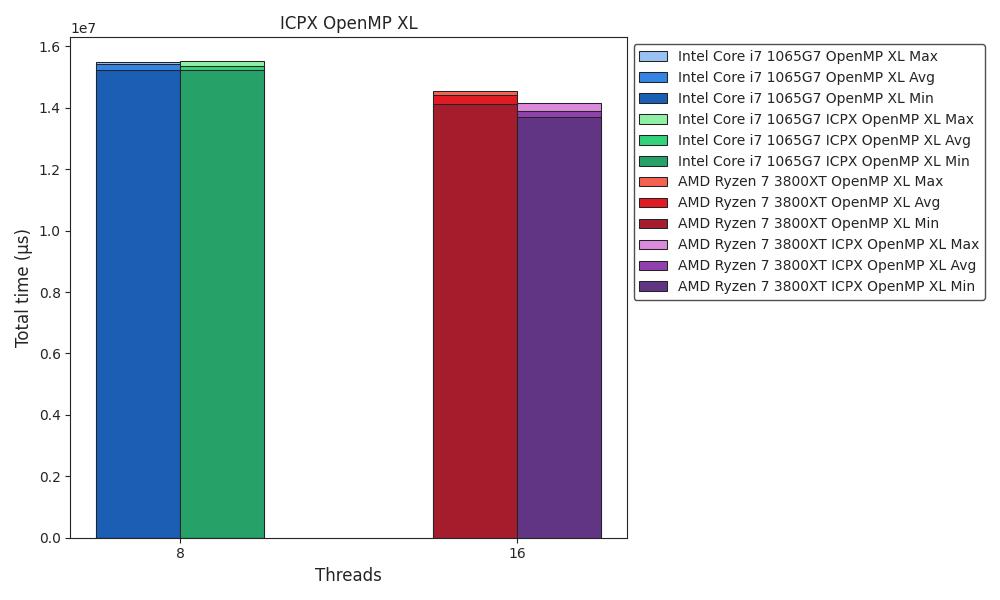 ICPX OpenMP XL
1e7
1.6
1.4
1.2
1.0
0.8
0.6
0.4
0.2
0.0
Total time (µs)
8
16
Threads
Intel Core i7 1065G7 OpenMP XL Max
Intel Core i7 1065G7 OpenMP XL Avg
Intel Core i7 1065G7 OpenMP XL Min
Intel Core i7 1065G7 ICPX OpenMP XL Max
Intel Core i7 1065G7 ICPX OpenMP XL Avg
Intel Core i7 1065G7 ICPX OpenMP XL Min
AMD Ryzen 7 3800XT OpenMP XL Max
AMD Ryzen 7 3800XT OpenMP XL Avg
AMD Ryzen 7 3800XT OpenMP XL Min
AMD Ryzen 7 3800XT ICPX OpenMP XL Max
AMD Ryzen 7 3800XT ICPX OpenMP XL Avg
AMD Ryzen 7 3800XT ICPX OpenMP XL Min